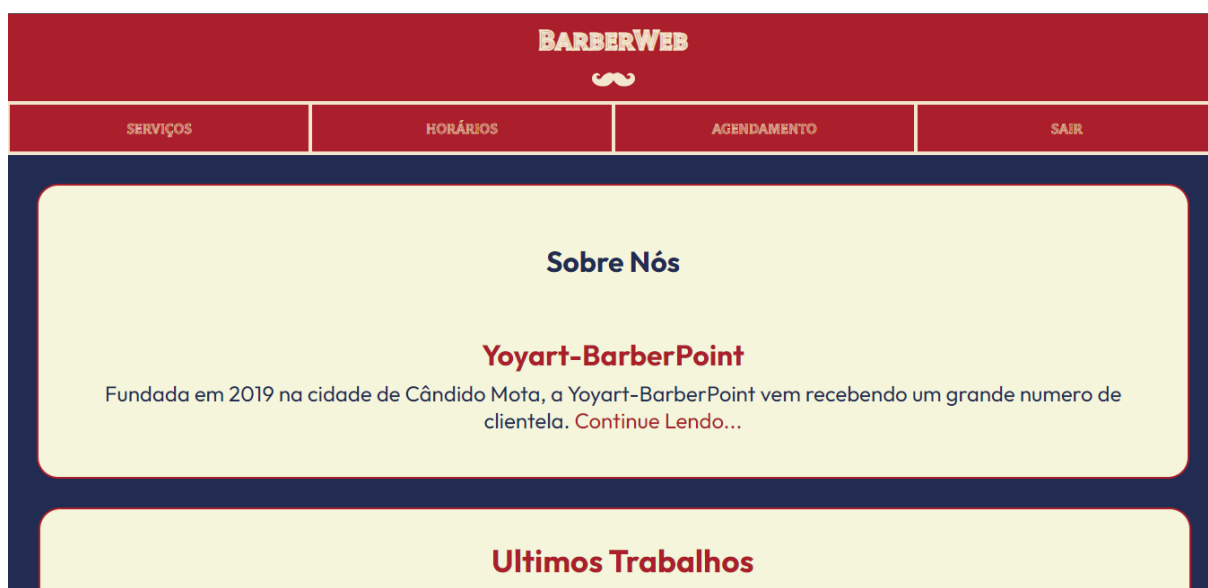 BarberWeb
SERVIÇOS
HORÁRIOS
AGENDAMENTO
SAIR
Sobre Nós
Yoyart-BarberPoint
Fundada em 2019 na cidade de Cândido Mota, a Yoyart-BarberPoint vem recebendo um grande numero de
clientela. Continue Lendo...
Ultimos Trabalhos